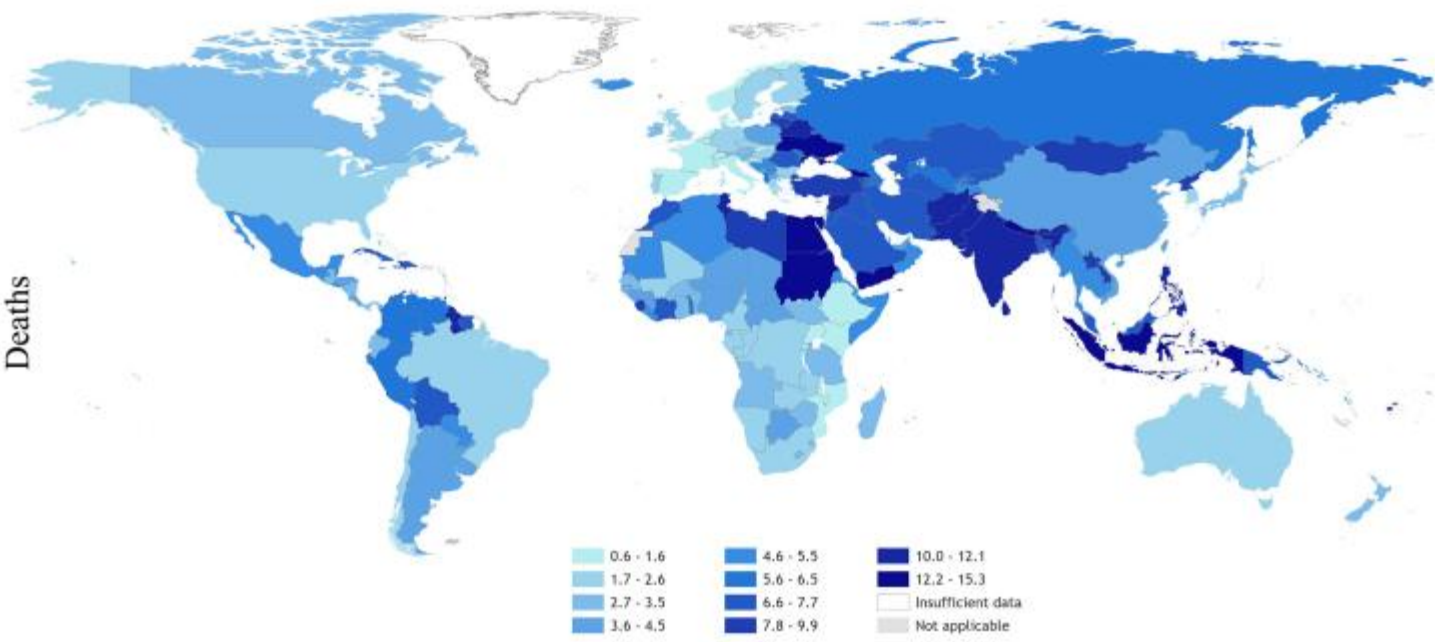 Deaths
0.6 - 1.6
1.7 - 2.6
2.7 - 3.5
3.6 - 4.5
4.6 - 5.5
5.6 - 6.5
6.6 - 7.7
7.8 - 9.9
10.0 - 12.1
12.2 - 15.3
Insufficient data
Not applicable